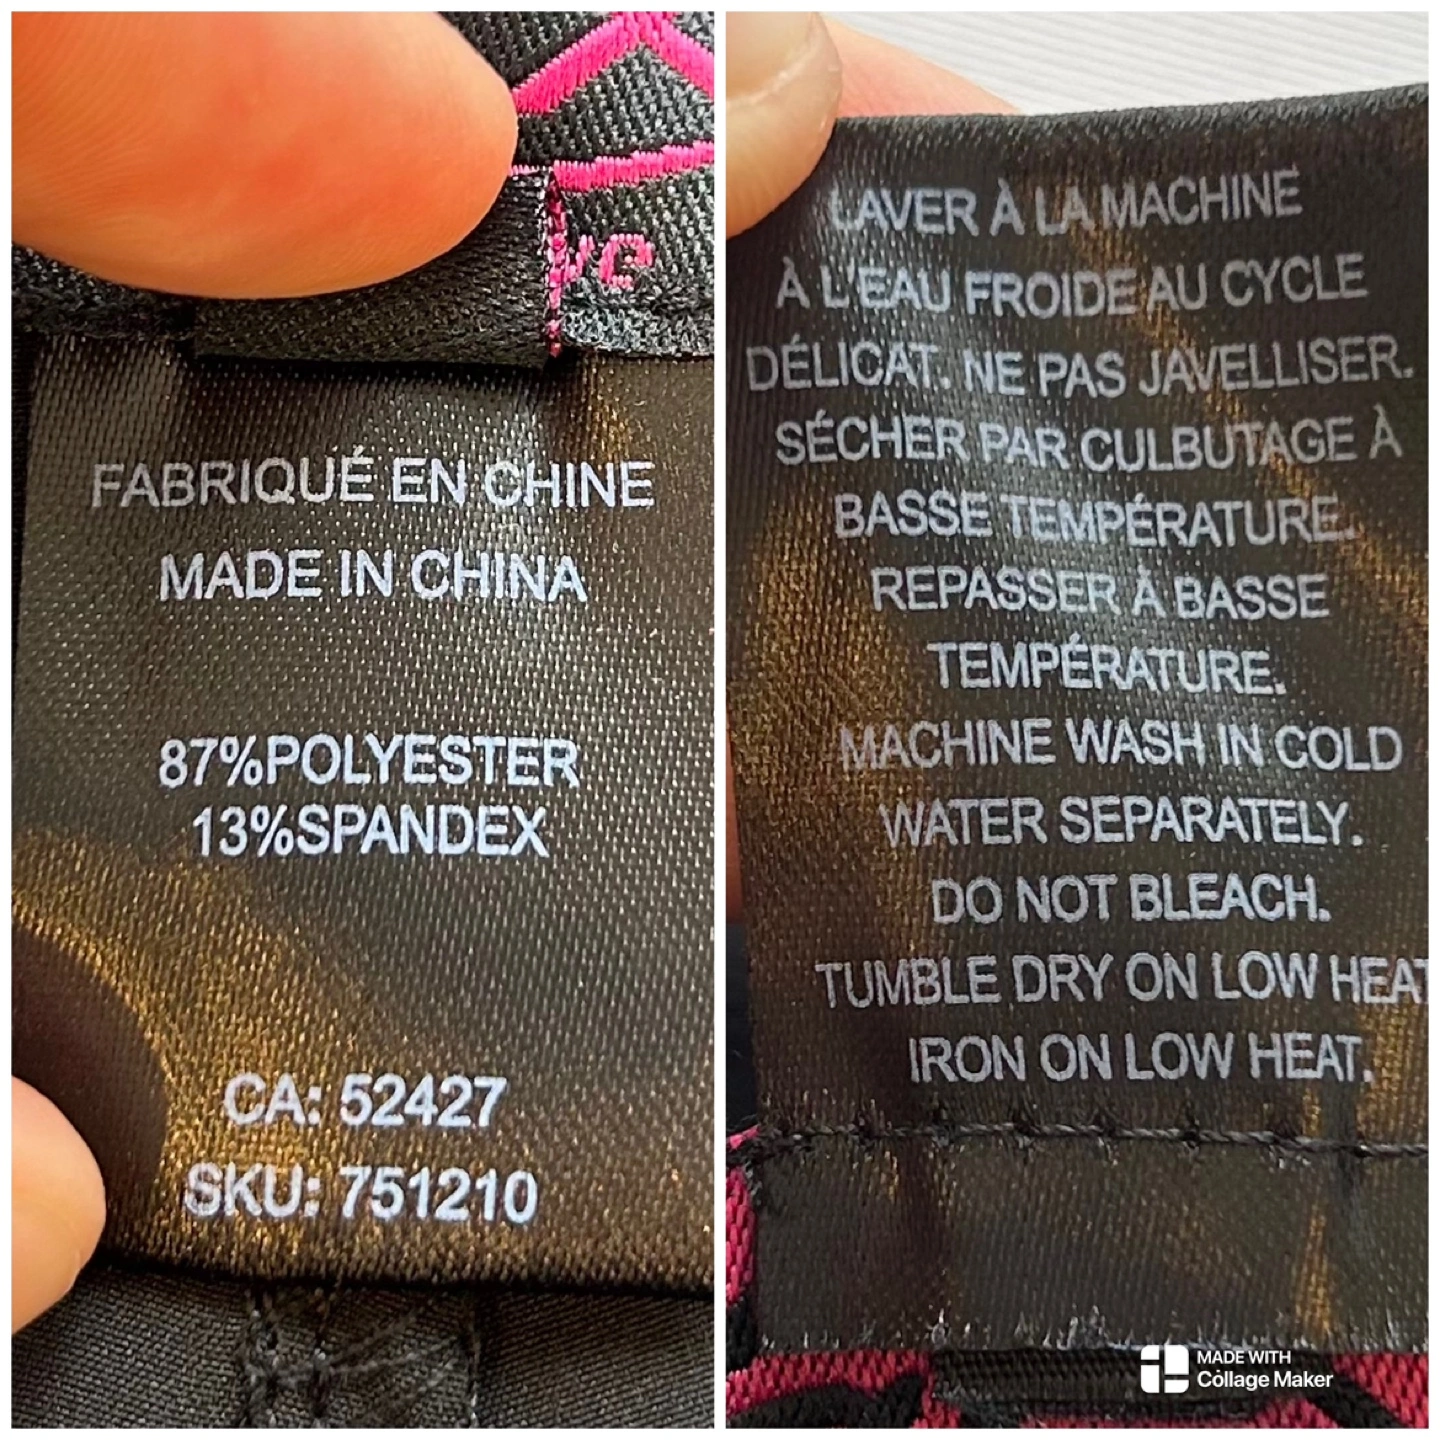 FABRIQUÉ EN CHINE
MADE IN CHINA
87%POLYESTER
13%SPANDEX
CA: 52427
SKU: 751210
LAVER À LA MACHINE
À L'EAU FROIDE AU CYCLE
DÉLICAT. NE PAS JAVELLISER.
SÉCHER PAR CULBUTAGE À
BASSE TEMPÉRATURE.
REPASSER À BASSE
TEMPÉRATURE.
MACHINE WASH IN COLD
WATER SEPARATELY.
DO NOT BLEACH.
TUMBLE DRY ON LOW HEAT
IRON ON LOW HEAT.
MADE WITH
Collage Maker